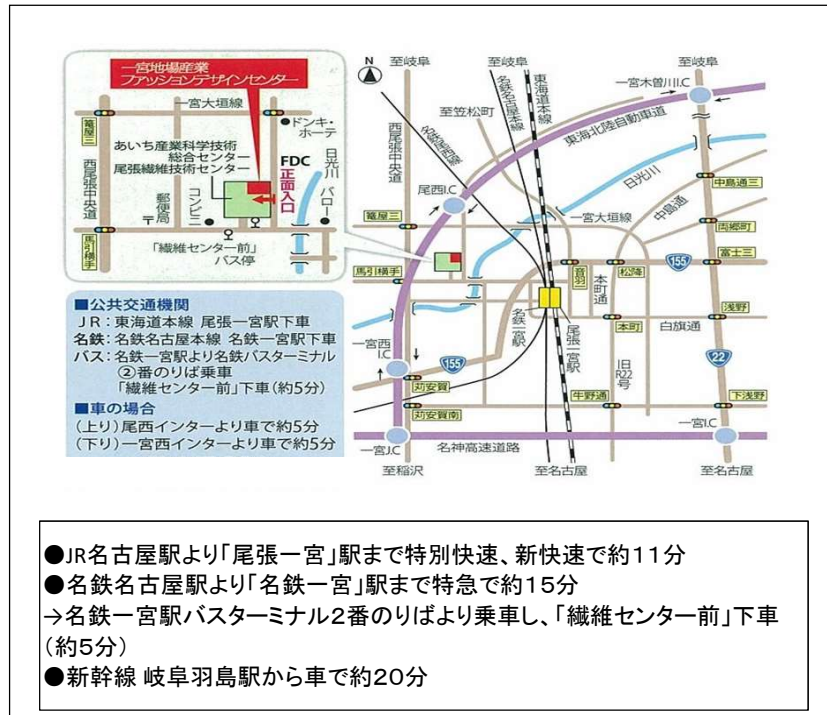 一宮地場産業
ファッションデザインセンター
一宮大垣線
篭屋三
ドンキ・
ホーテ
あいち産業科学技術
総合センター
尾張繊維技術センター
FDC
正面入口
日光川
バロー
西尾張中央道
〒
郵便局
コンビニ
馬引横手
「繊維センター前」
バス停
N
至岐阜
至岐阜
至岐阜
名鉄名古屋本線
東海道本線
一宮木曽川I.C
至笠松町
西尾張中央道
名鉄尾西線
東海北陸自動車道
日光川
尾西I.C
中島通三
篭屋三
一宮大垣線
中島通
両郷町
馬引横手
音羽二
本町通
松降
155
富士三
名鉄一宮駅
尾張一宮駅
本町
浅野
白旗通
一宮西
I.C
155
旧R22号
22
苅安賀
苅安賀南
牛野通
下浅野
一宮J.C
名神高速道路
一宮I.C
至稲沢
至名古屋
至名古屋
■公共交通機関
JR:東海道本線 尾張一宮駅下車
名鉄:名鉄名古屋本線 名鉄一宮駅下車
バス:名鉄一宮駅より名鉄バスターミナル
②番のりば乗車
「繊維センター前」下車(約5分)
■車の場合
(上り)尾西インターより車で約5分
(下り)一宮西インターより車で約5分
●JR名古屋駅より「尾張一宮」駅まで特別快速、新快速で約11分
●名鉄名古屋駅より「名鉄一宮」駅まで特急で約15分
→名鉄一宮駅バスターミナル2番のりばより乗車し、「繊維センター前」下車
(約5分)
●新幹線 岐阜羽島駅から車で約20分